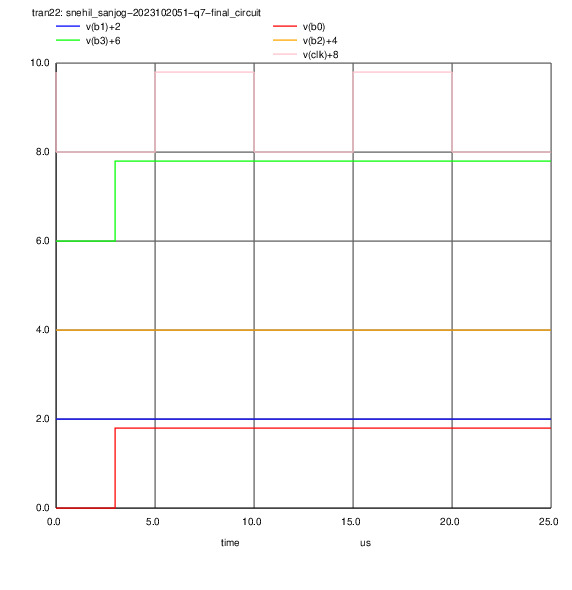 tran22: snehil_sanjog−2023102051−q7−final_circuit
v(b1)+2 v(b0)
v(b3)+6 v(b2)+4
v(clk)+8
10.0
8.0
6.0
4.0
2.0
0.0
0.0 5.0 10.0 15.0 20.0 25.0
time us